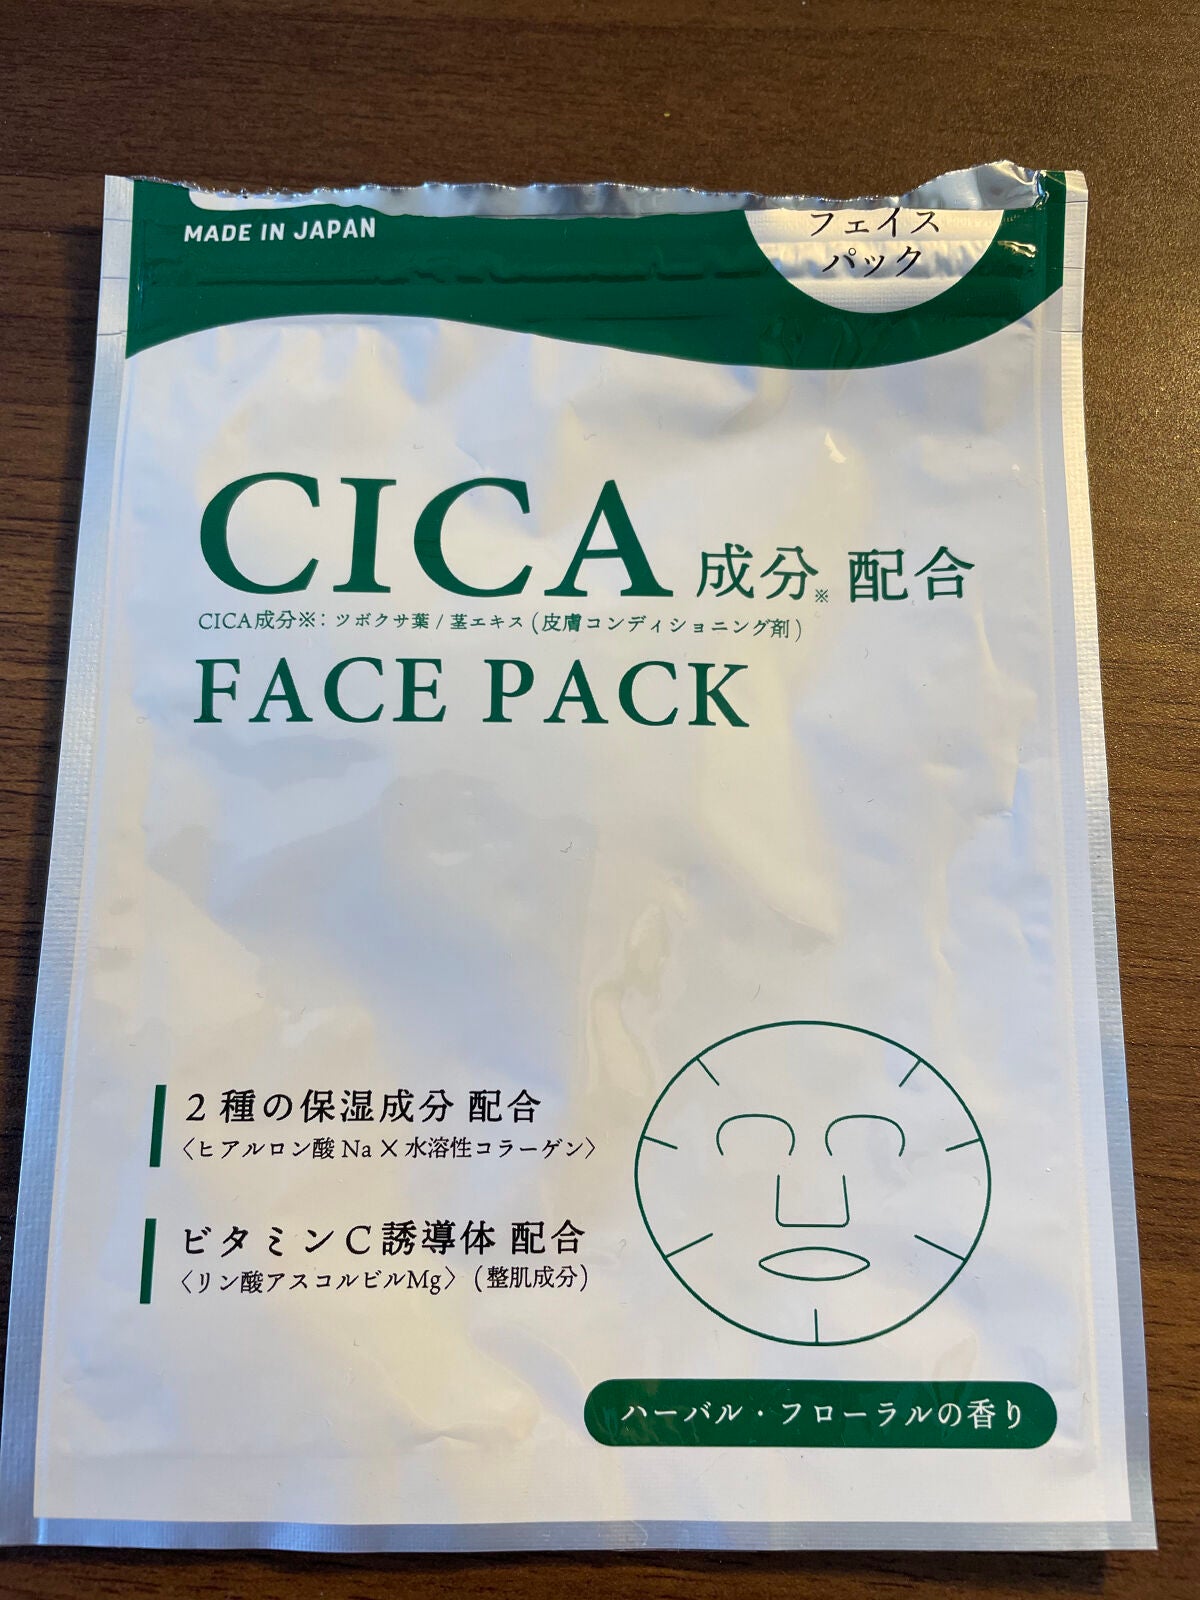 MADE IN JAPAN
フェイス
パック
CICA成分※配合
CICA成分※：ツボクサ葉 / 茎エキス (皮膚コンディショニング剤)
FACE PACK
2種の保湿成分 配合
〈ヒアルロン酸 Na × 水溶性コラーゲン〉
ビタミンC誘導体 配合
〈リン酸アスコルビルMg〉(整肌成分)
ハーバル・フローラルの香り